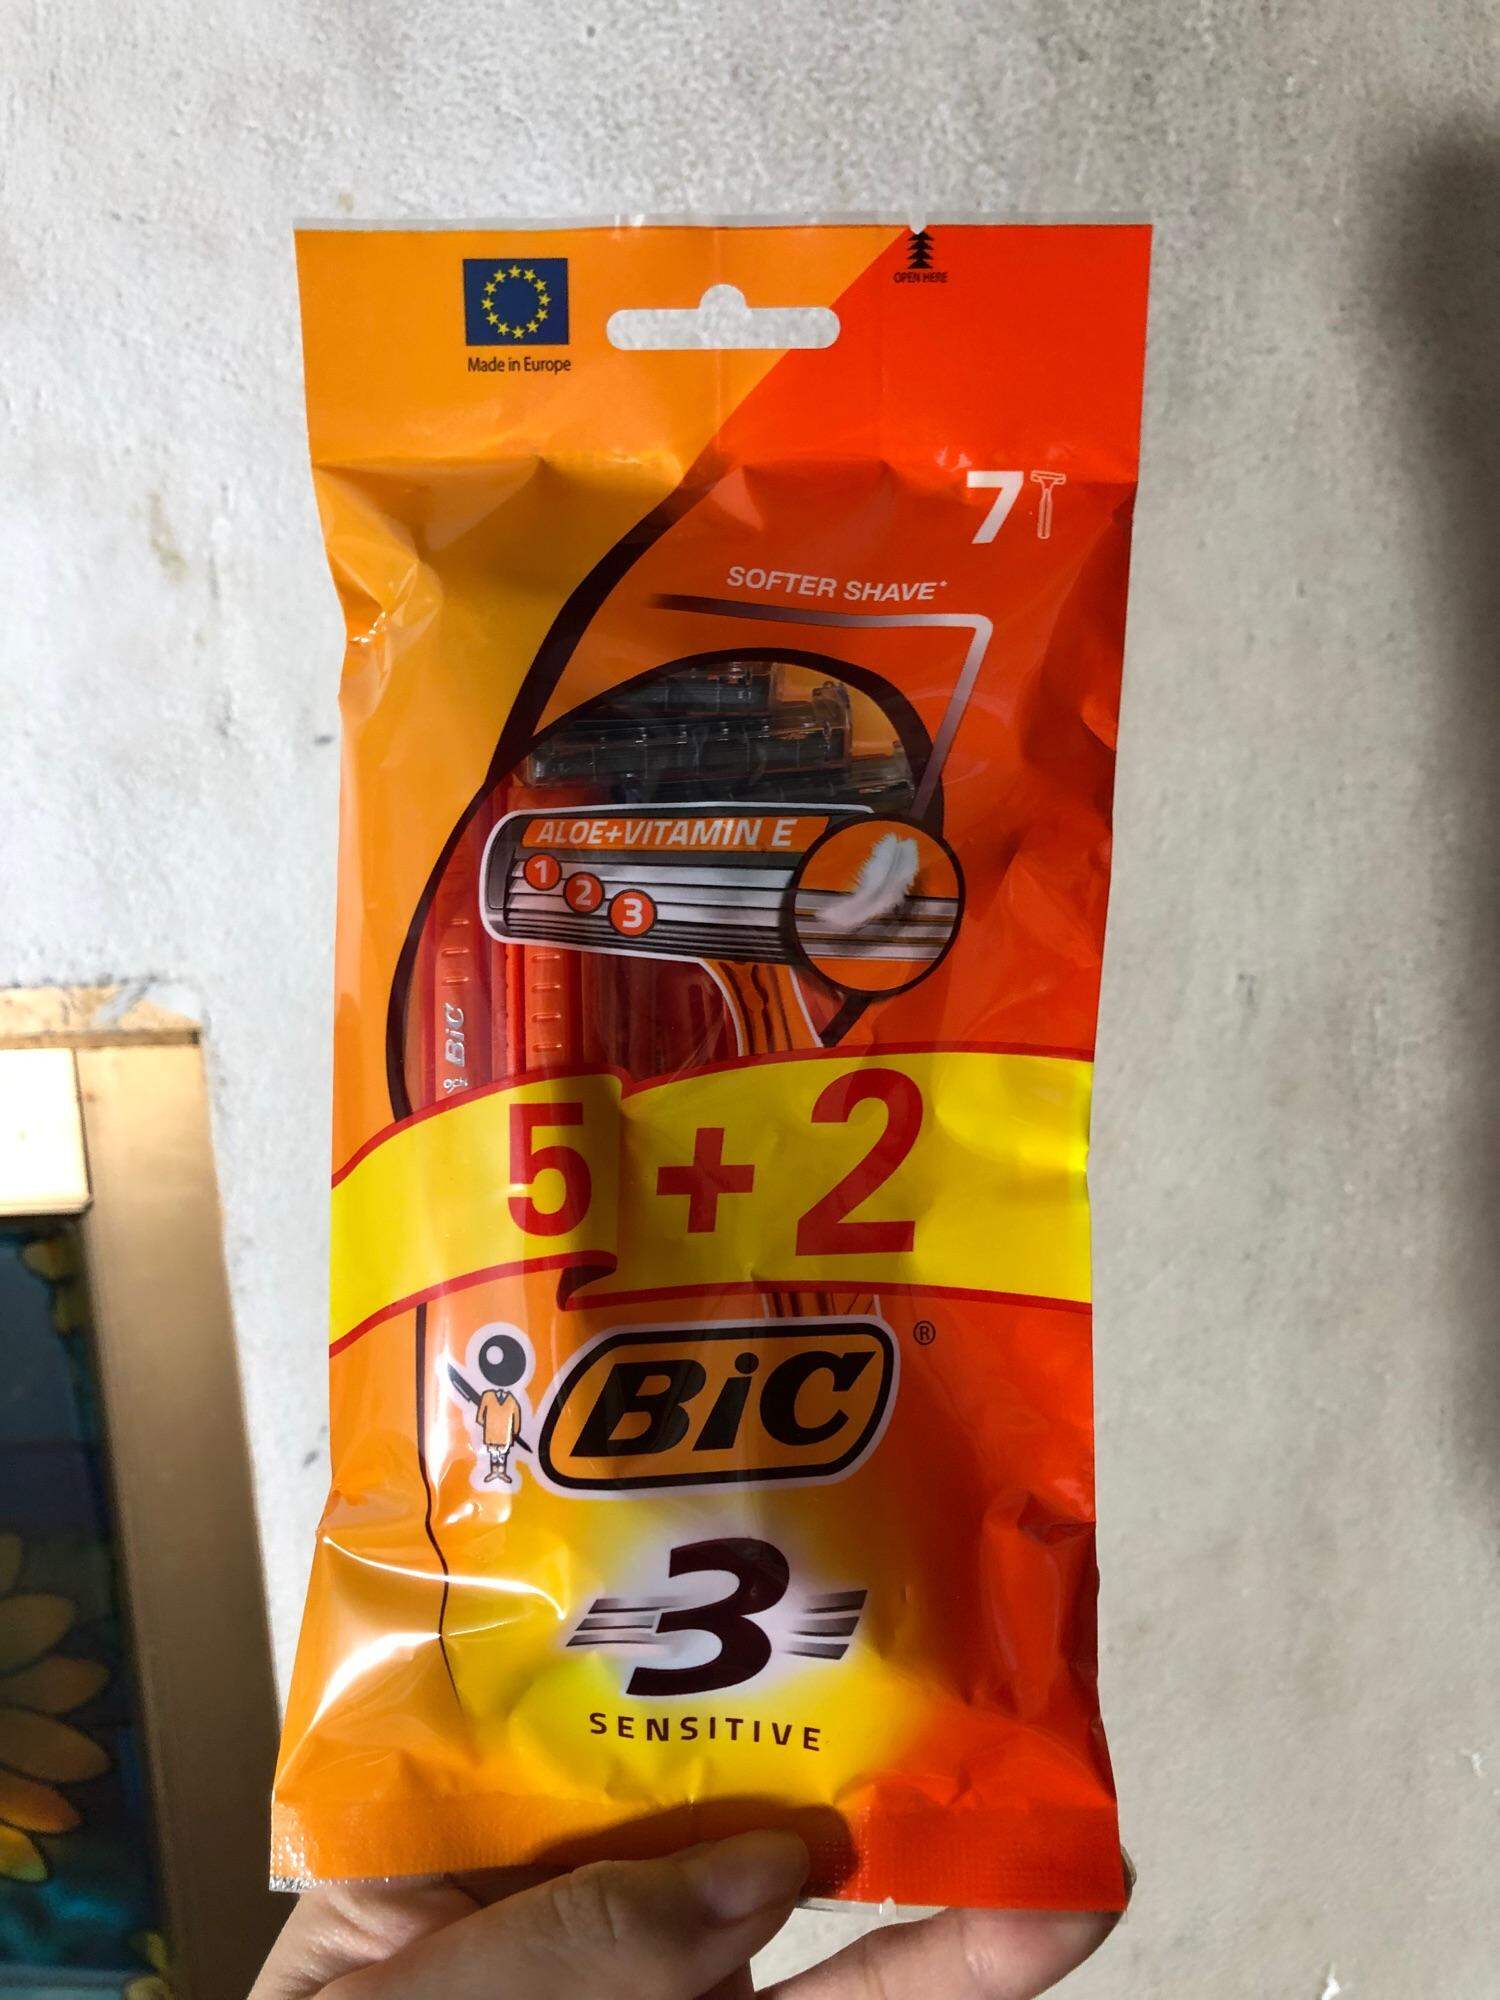 OPEN HERE
Made in Europe
7
SOFTER SHAVE*
ALOE+VITAMIN E
1
2
3
BiC
5 + 2
BiC ®
3
SENSITIVE